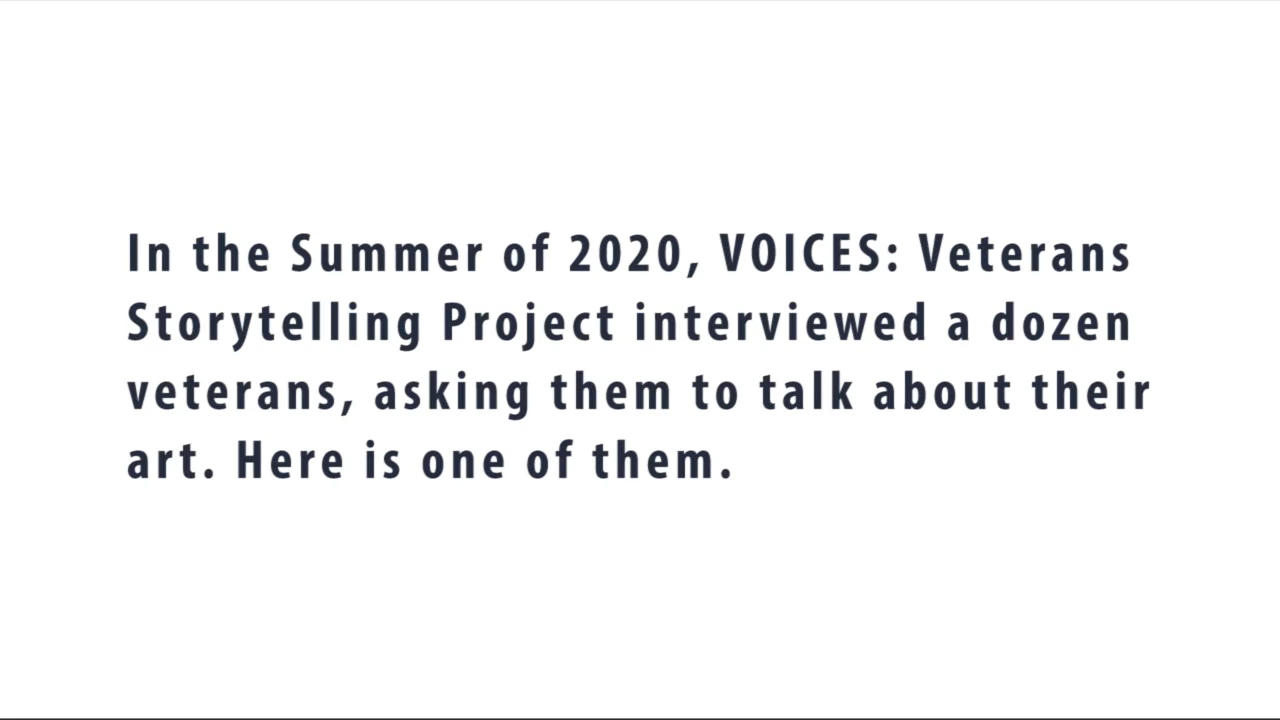 In the Summer of 2020, VOICES: Veterans
Storytelling Project interviewed a dozen
veterans, asking them to talk about their
art. Here is one of them.